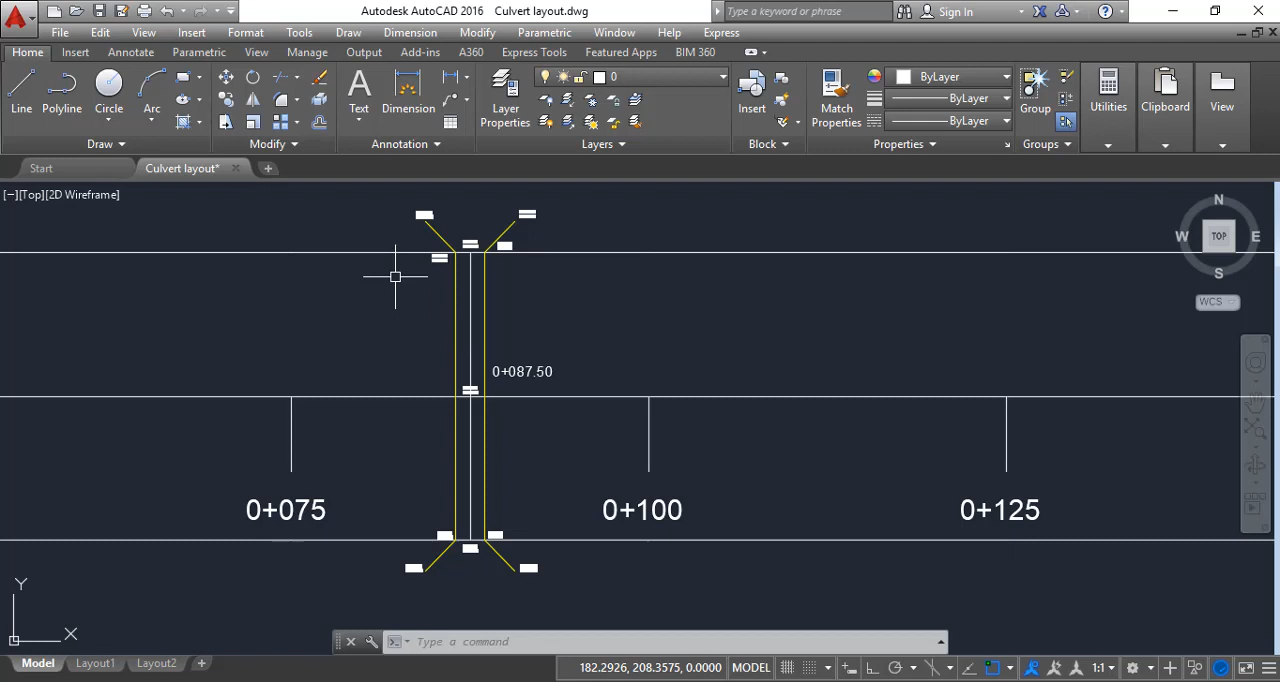 Autodesk AutoCAD 2016 Culvert layout.dwg
Type a keyword or phrase
Sign In
File Edit View Insert Format Tools Draw Dimension Modify Parametric Window Help Express
Home Insert Annotate Parametric View Manage Output Add-ins A360 Express Tools Featured Apps BIM 360
0
ByLayer
ByLayer
ByLayer
Line Polyline Circle Arc
Text Dimension
Layer Properties
Insert
Match Properties
Group
Utilities Clipboard View
Draw Modify Annotation Layers Block Properties Groups
Start Culvert layout*
[−][Top][2D Wireframe]
N
W TOP E
S
WCS
0+087.50
0+075 0+100 0+125
Y
X
Type a command
Model Layout1 Layout2
182.2926, 208.3575, 0.0000 MODEL 1:1